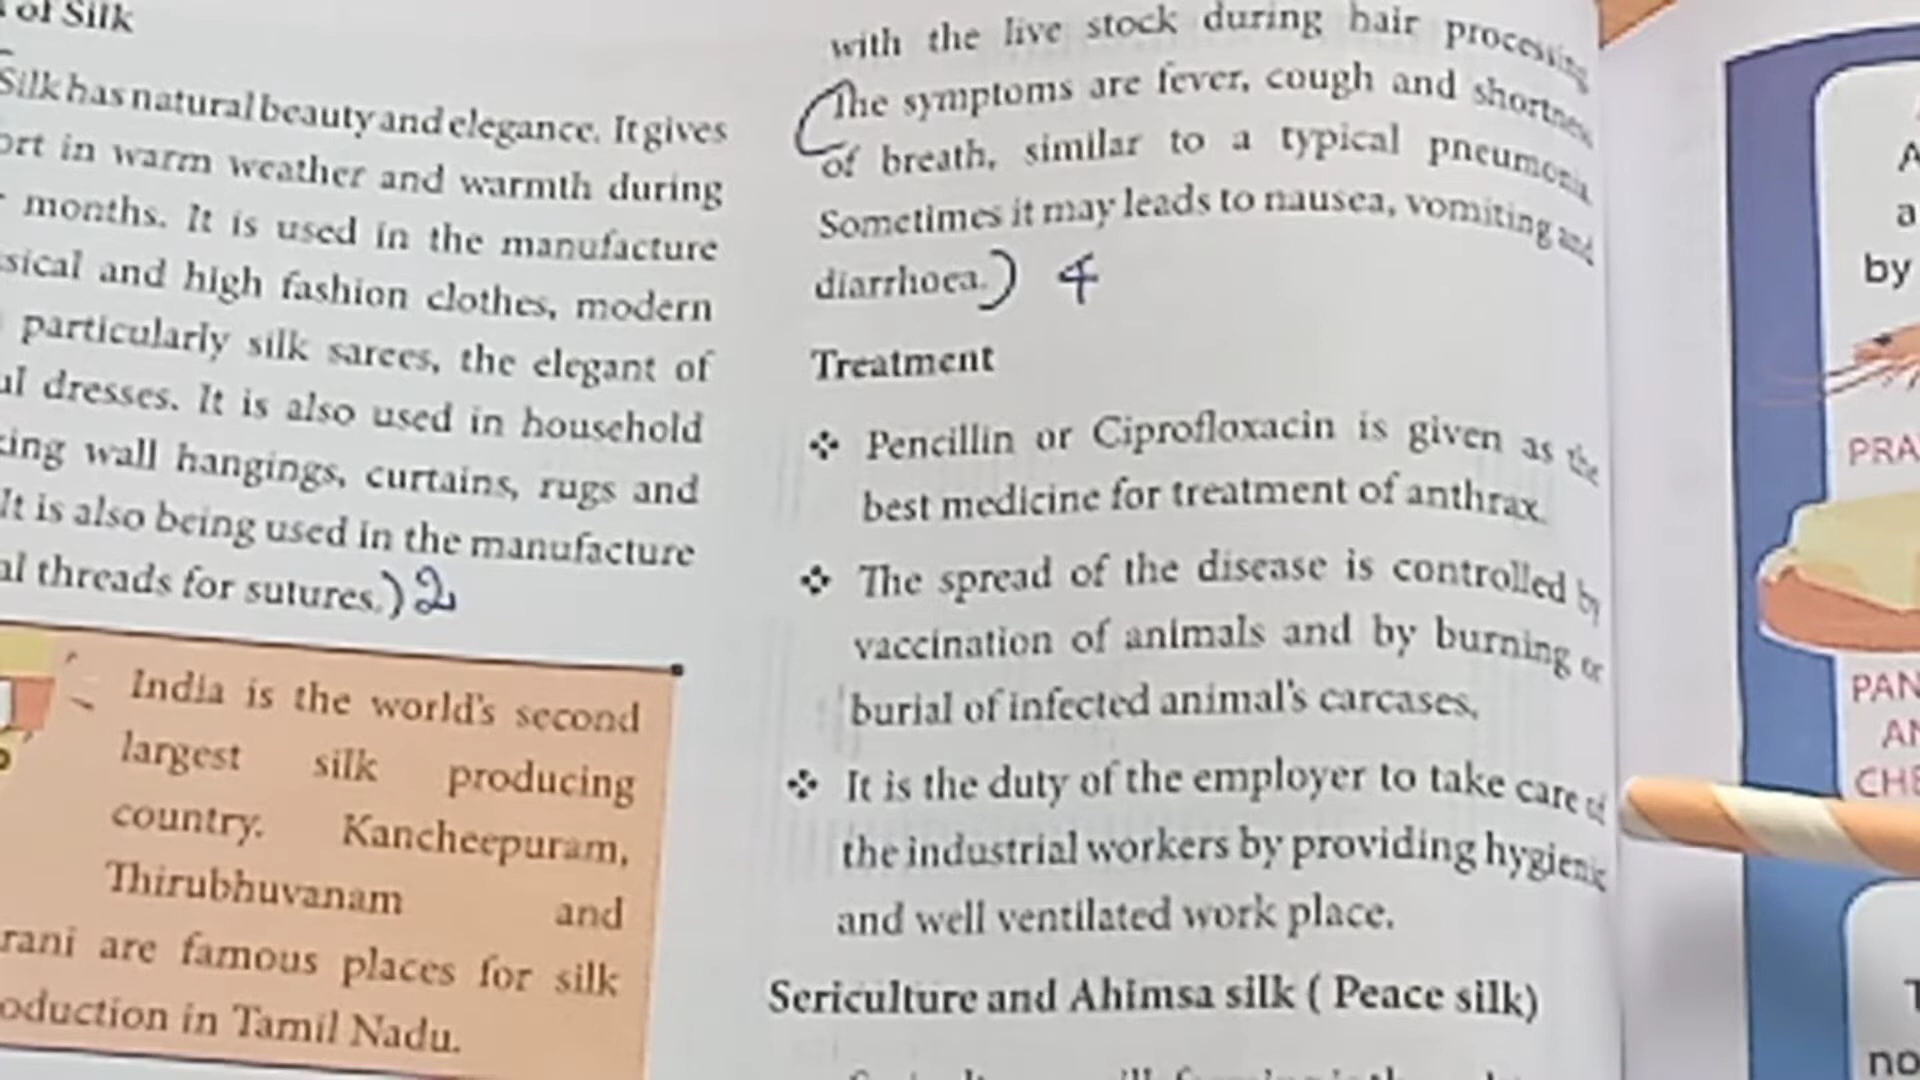 of Silk
Silk has natural beauty and elegance. It gives
in warm weather and warmth during
months. It is used in the manufacture
and high fashion clothes, modern
particularly silk sarees, the elegant of
dresses. It is also used in household
wall hangings, curtains, rugs and
It is also being used in the manufacture
threads for sutures.) 2
India is the world's second
largest silk producing
country. Kancheepuram,
Thirubhuvanam and
rani are famous places for silk
oduction in Tamil Nadu.
with the live stock during hair processing
The symptoms are fever, cough and shortness
of breath, similar to a typical pneumonia.
Sometimes it may leads to nausea, vomiting and
diarrhoea.) 4
Treatment
❖ Pencillin or Ciprofloxacin is given as the
best medicine for treatment of anthrax.
❖ The spread of the disease is controlled by
vaccination of animals and by burning or
burial of infected animal's carcases.
❖ It is the duty of the employer to take care of
the industrial workers by providing hygienic
and well ventilated work place.
Sericulture and Ahimsa silk ( Peace silk)
A
a
by
PRA
PAN
AN
CHE
T
no